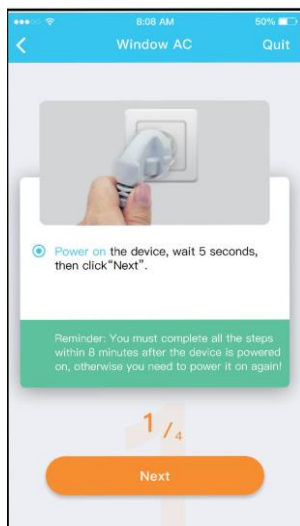 8:08 AM 50%
Window AC Quit
Power on the device, wait 5 seconds,
then click“Next”.
Reminder: You must complete all the steps
within 8 minutes after the device is powered
on, otherwise you need to power it on again!
1/4
Next